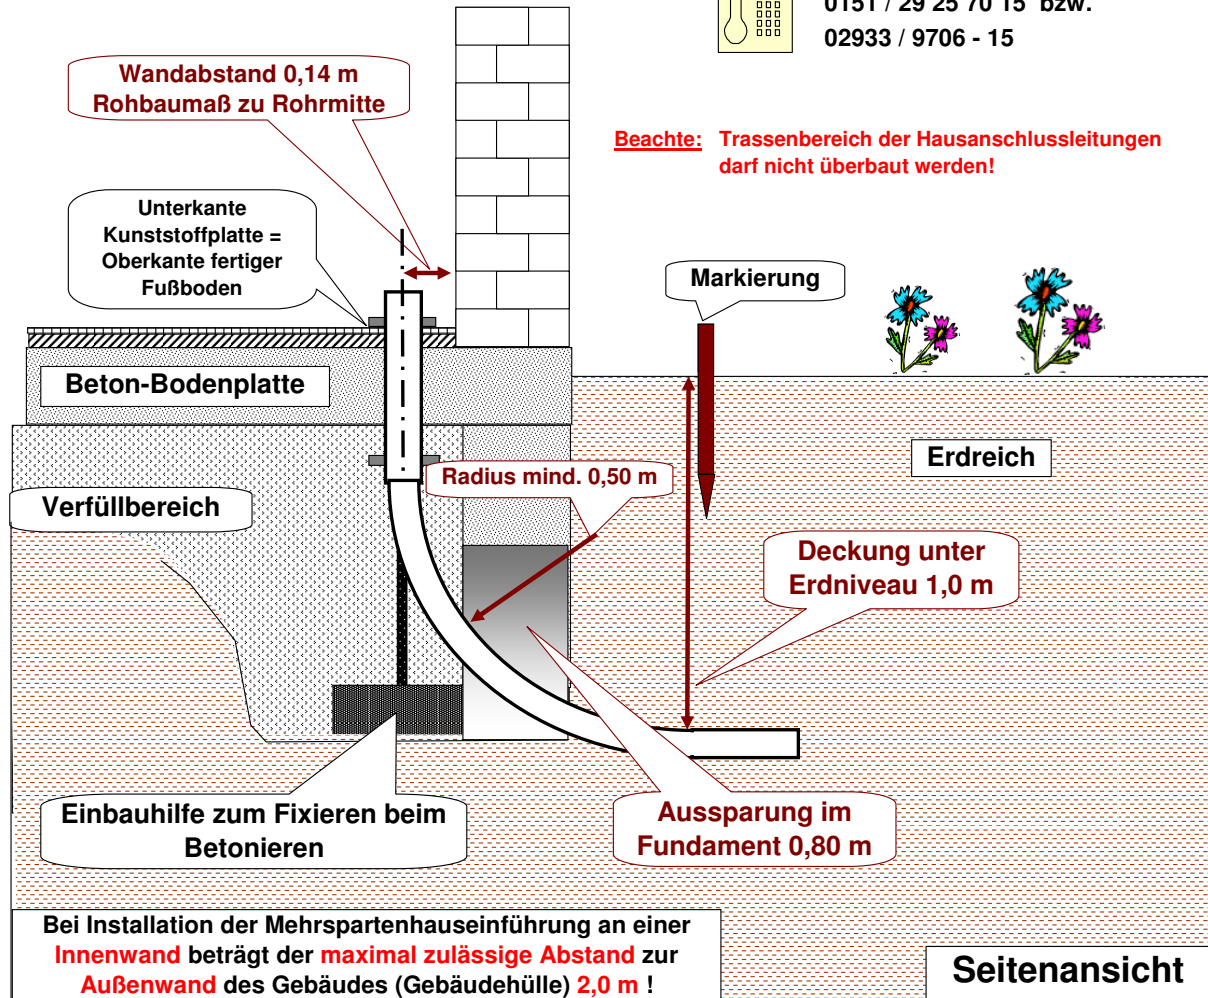 0151 / 29 25 70 15 bzw.
02933 / 9706 - 15
Wandabstand 0,14 m
Rohbaumaß zu Rohrmitte
Beachte: Trassenbereich der Hausanschlussleitungen
darf nicht überbaut werden!
Unterkante
Kunststoffplatte =
Oberkante fertiger
Fußboden
Markierung
Beton-Bodenplatte
Erdreich
Radius mind. 0,50 m
Verfüllbereich
Deckung unter
Erdniveau 1,0 m
Einbauhilfe zum Fixieren beim
Betonieren
Aussparung im
Fundament 0,80 m
Bei Installation der Mehrspartenhauseinführung an einer
Innenwand beträgt der maximal zulässige Abstand zur
Außenwand des Gebäudes (Gebäudehülle) 2,0 m !
Seitenansicht